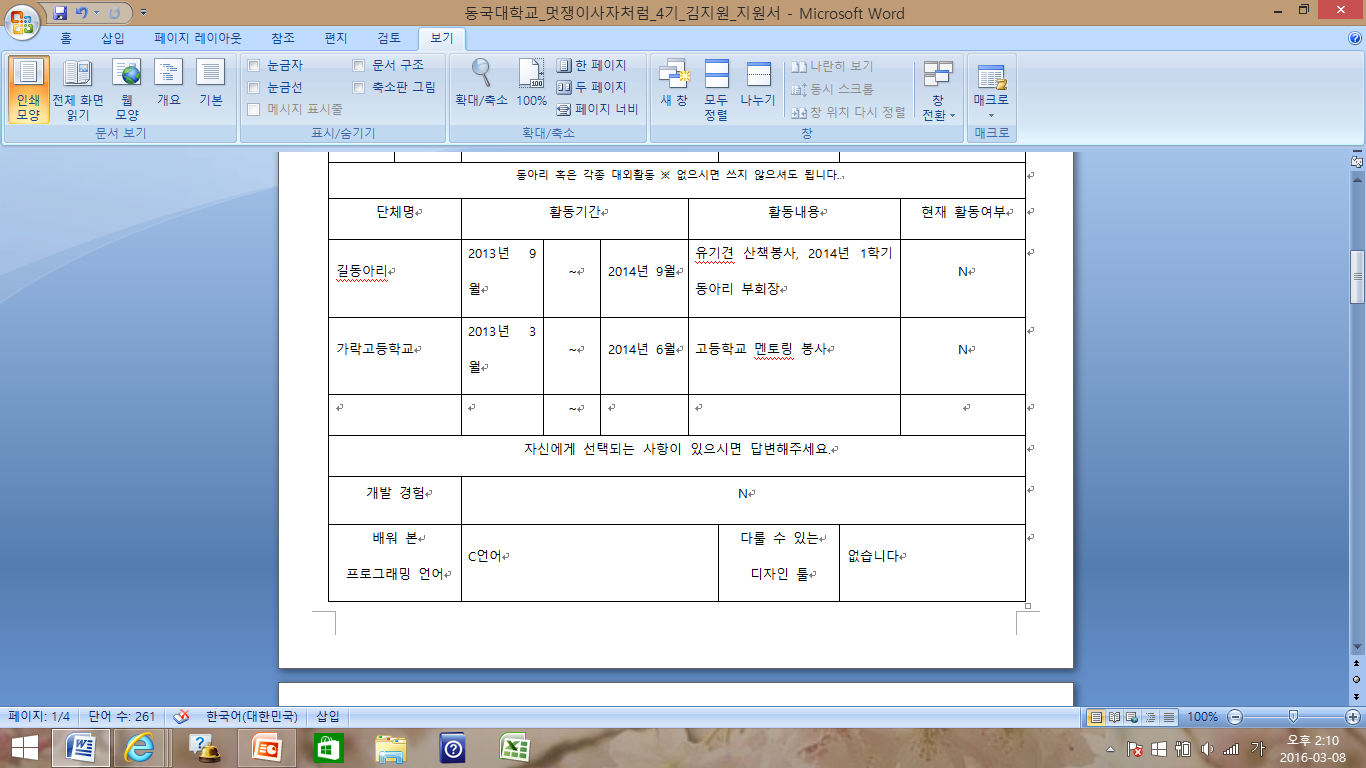 동국대학교_멋쟁이사자처럼_4기_김지원_지원서 - Microsoft Word
홈 삽입 페이지 레이아웃 참조 편지 검토 보기
인쇄 모양
전체 화면 읽기
웹 모양
개요
기본
문서 보기
눈금자
눈금선
메시지 표시줄
문서 구조
축소판 그림
표시/숨기기
확대/축소
100%
한 페이지
두 페이지
페이지 너비
확대/축소
새 창
모두 정렬
나누기
나란히 보기
동시 스크롤
창 위치 다시 정렬
창 전환
창
매크로
매크로
동아리 혹은 각종 대외활동 ※ 없으시면 쓰지 않으셔도 됩니다.
단체명 활동기간 활동내용 현재 활동여부
길동아리
2013년 9
월
~
2014년 9월
유기견 산책봉사, 2014년 1학기
동아리 부회장
N
가락고등학교
2013년 3
월
~
2014년 6월
고등학교 멘토링 봉사
N
~
자신에게 선택되는 사항이 있으시면 답변해주세요.
개발 경험 N
배워 본
프로그래밍 언어
C언어
다룰 수 있는
디자인 툴
없습니다
페이지: 1/4 단어 수: 261 한국어(대한민국) 삽입 100%
가
오후 2:10
2016-03-08